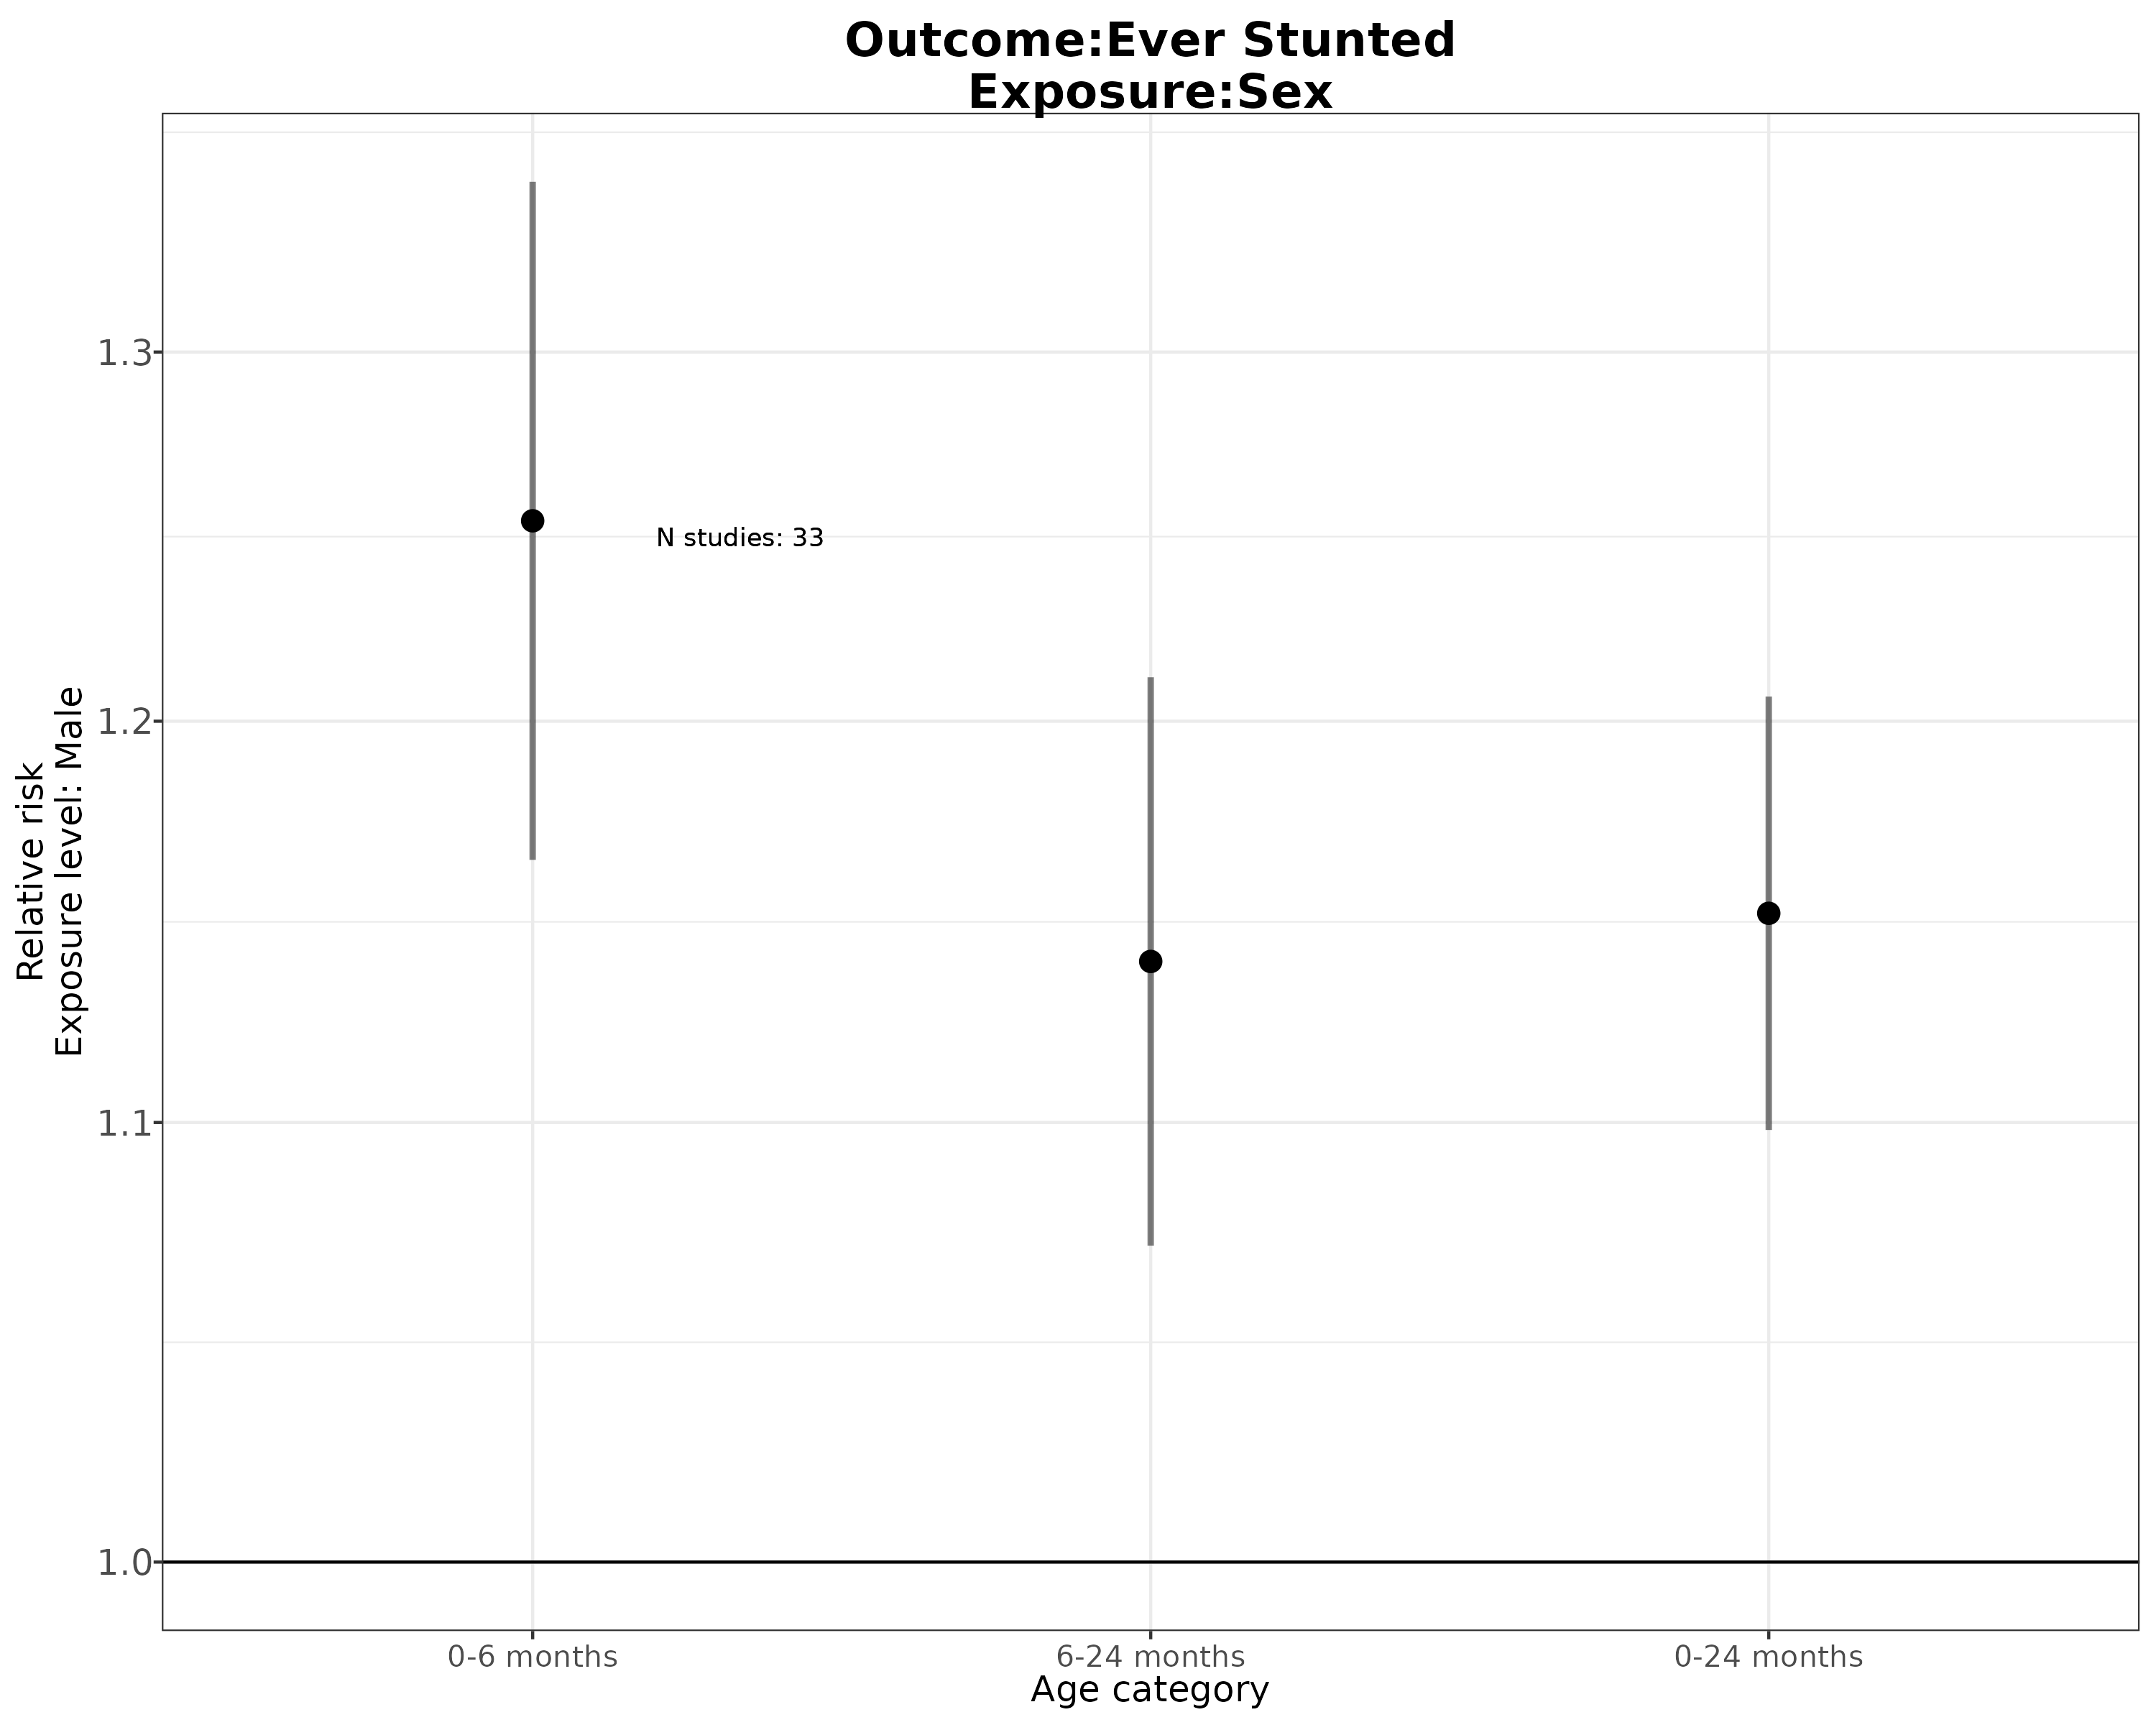 Outcome:Ever Stunted
Exposure:Sex
Relative risk
Exposure level: Male
1.3
1.2
1.1
1.0
N studies: 33
0-6 months
6-24 months
0-24 months
Age category